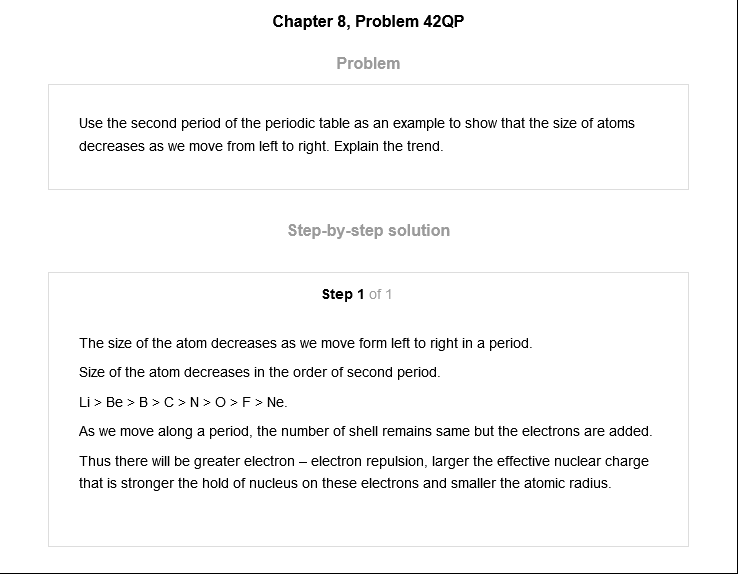 Chapter 8, Problem 42QP
Problem
Use the second period of the periodic table as an example to show that the size of atoms
decreases as we move from left to right. Explain the trend.
Step-by-step solution
Step 1 of 1
The size of the atom decreases as we move form left to right in a period.
Size of the atom decreases in the order of second period.
Li > Be > B > C > N > O > F > Ne.
As we move along a period, the number of shell remains same but the electrons are added.
Thus there will be greater electron – electron repulsion, larger the effective nuclear charge
that is stronger the hold of nucleus on these electrons and smaller the atomic radius.